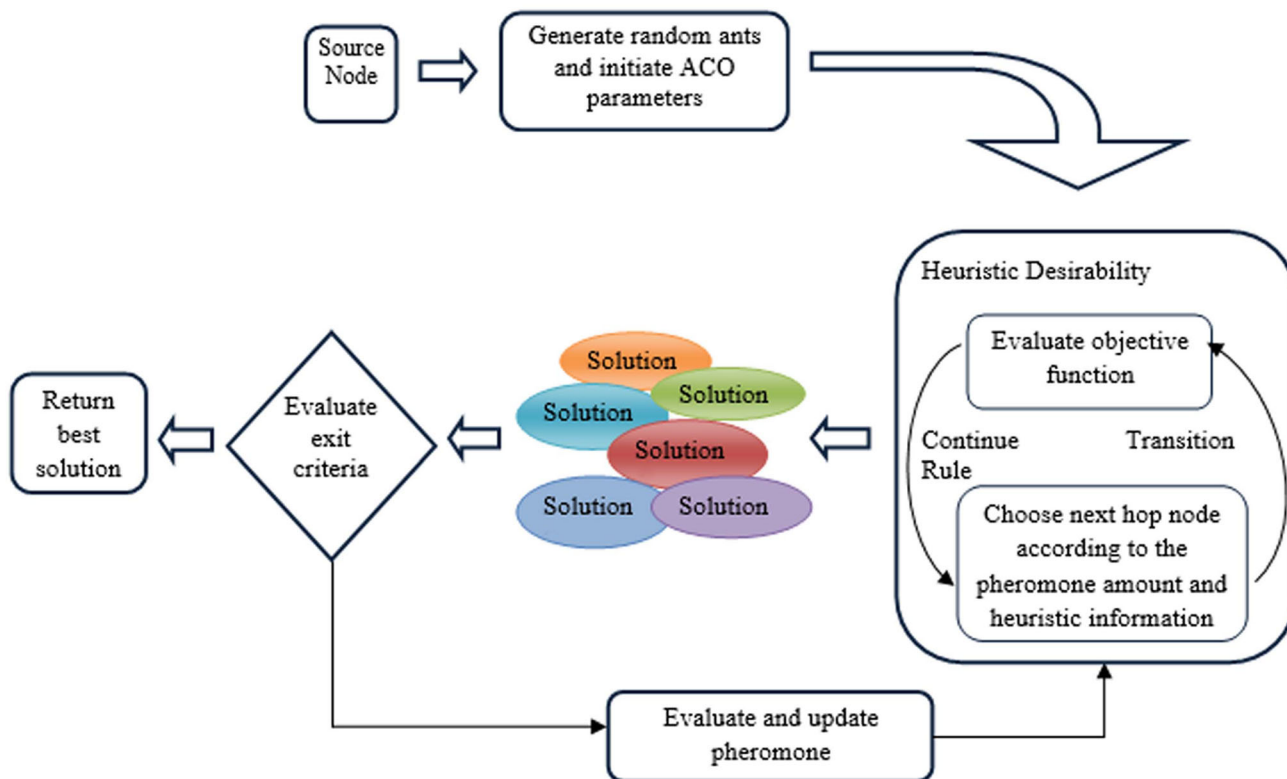 Source
Node
Generate random ants
and initiate ACO
parameters
Heuristic Desirability
Evaluate objective
function
Continue
Rule
Transition
Choose next hop node
according to the
pheromone amount and
heuristic information
Solution
Solution
Solution
Solution
Solution
Solution
Evaluate
exit
criteria
Return
best
solution
Evaluate and update
pheromone